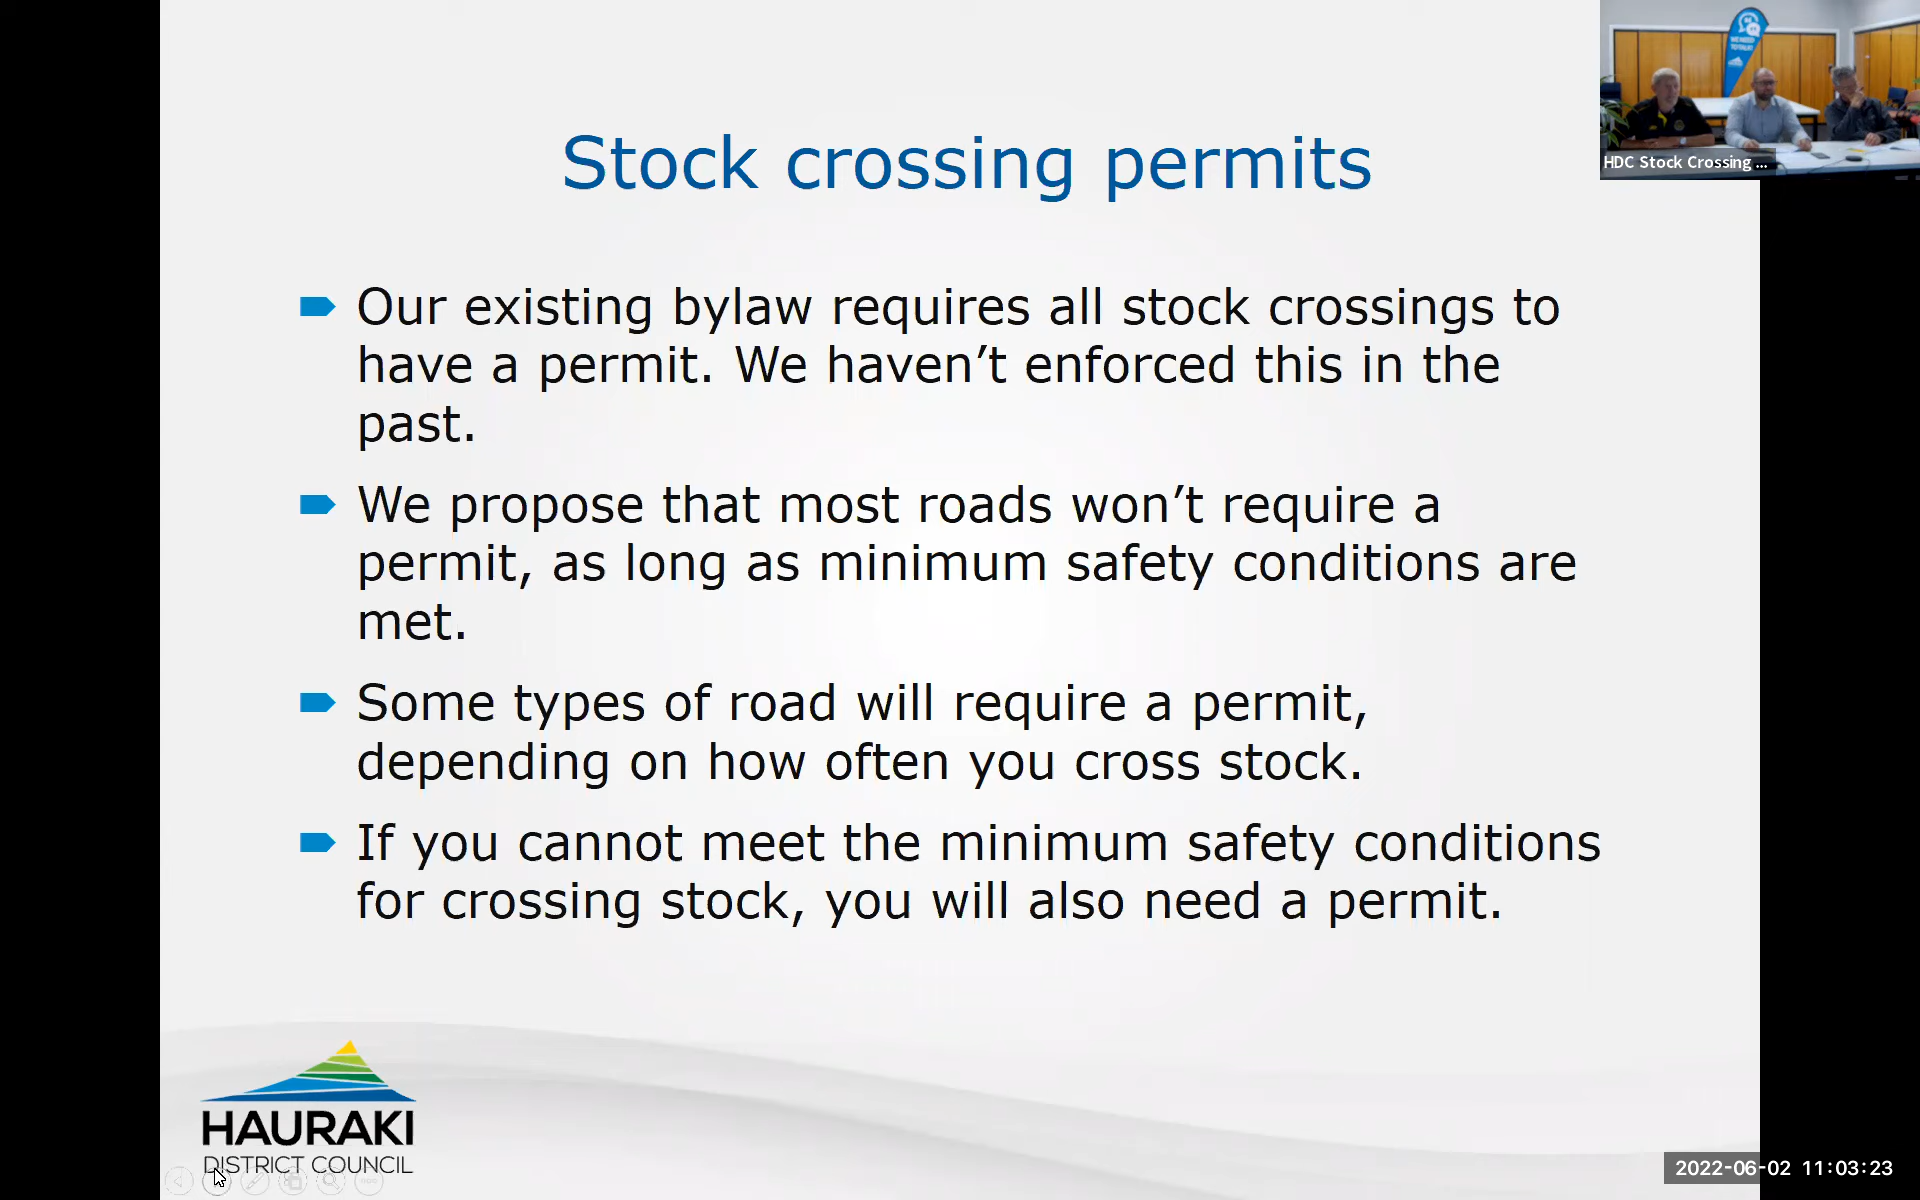 Stock crossing permits
Our existing bylaw requires all stock crossings to
have a permit. We haven’t enforced this in the
past.
We propose that most roads won’t require a
permit, as long as minimum safety conditions are
met.
Some types of road will require a permit,
depending on how often you cross stock.
If you cannot meet the minimum safety conditions
for crossing stock, you will also need a permit.
HAURAKI
DISTRICT COUNCIL
WE NEED
TO TALK!
HDC Stock Crossing ...
2022-06-02 11:03:23